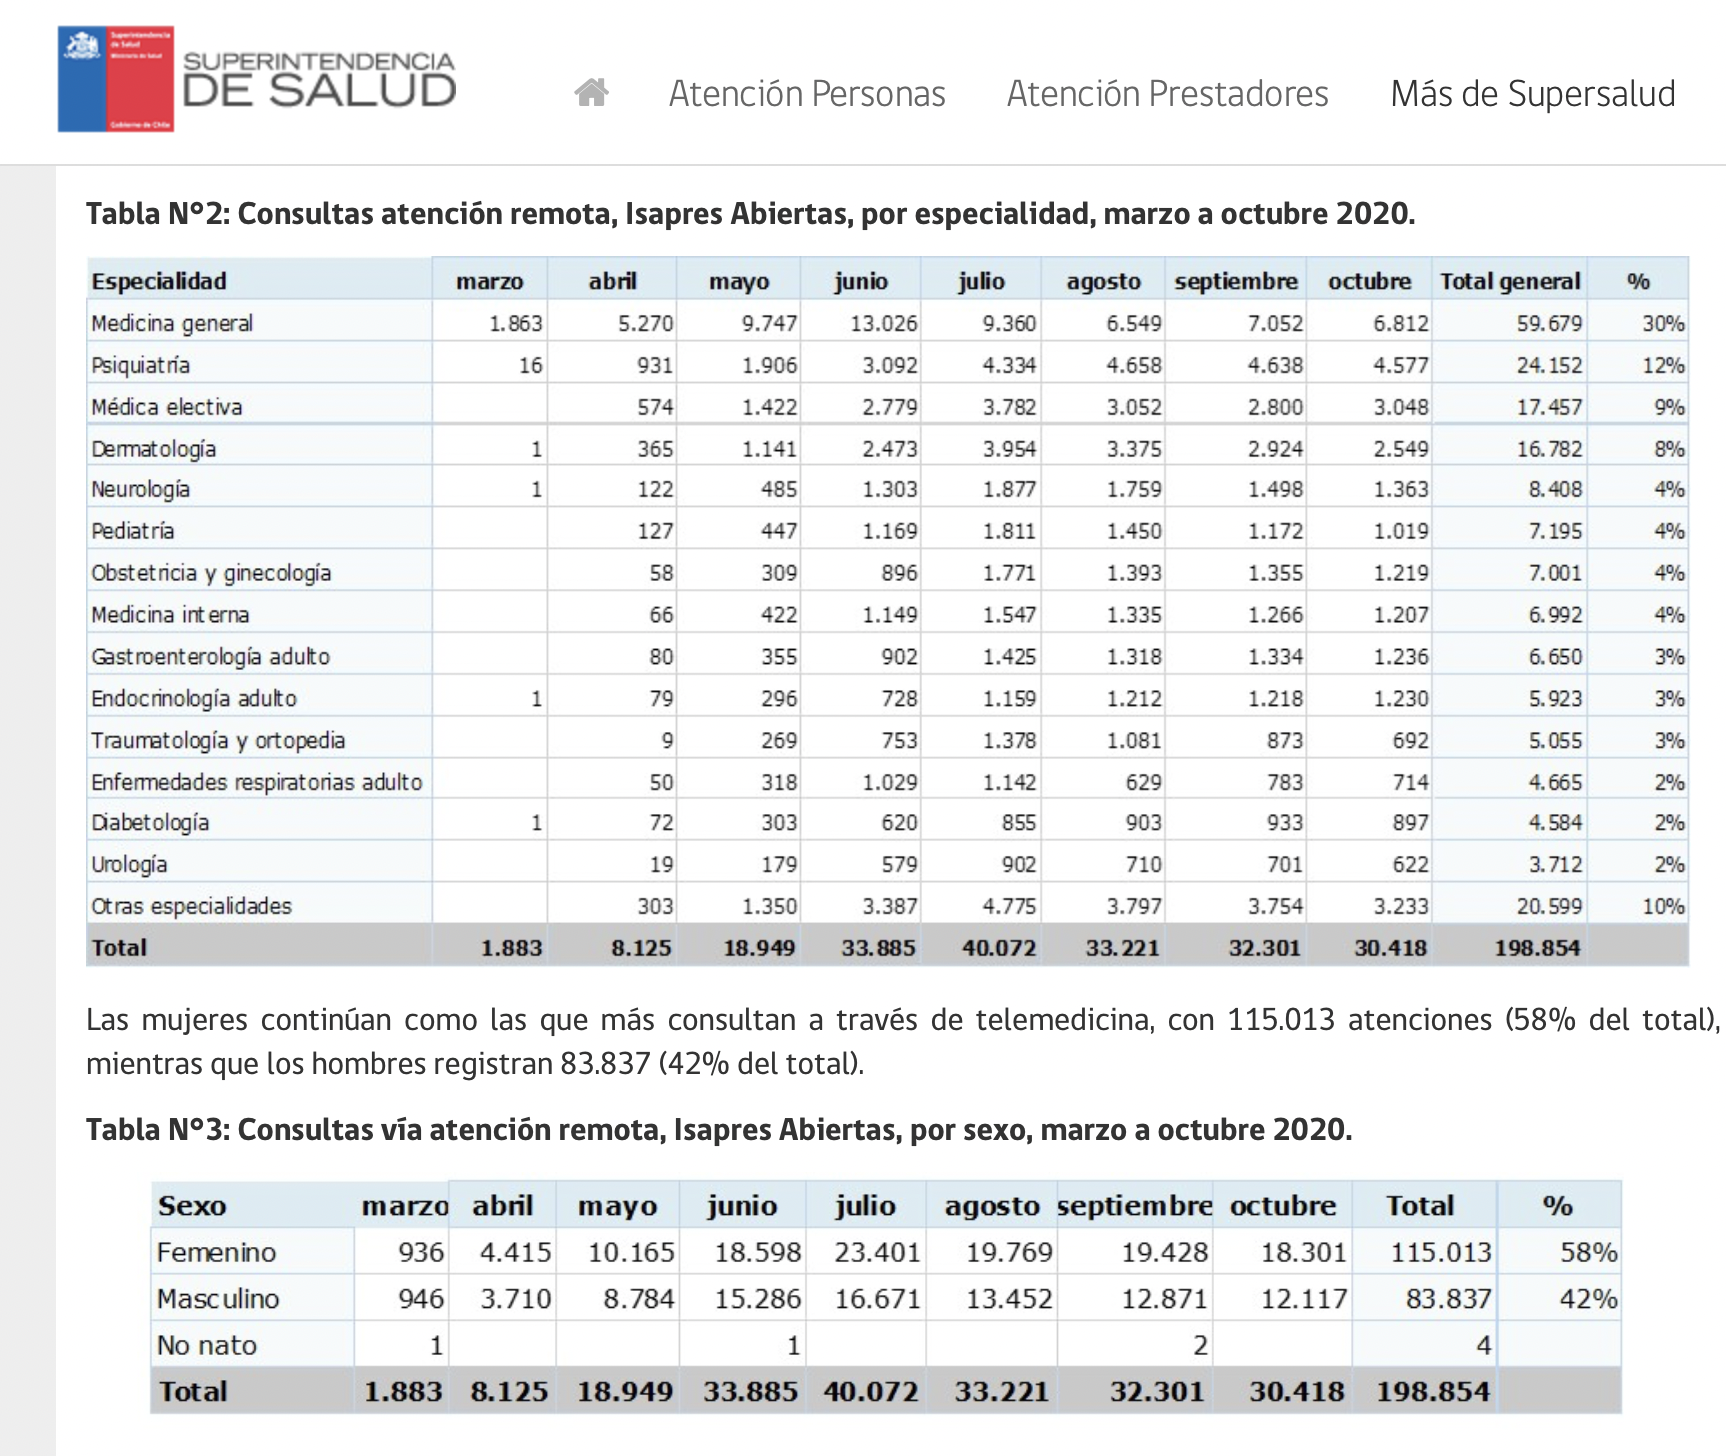 Superintendencia
de Salud
Ministerio de Salud
Gobierno de Chile
SUPERINTENDENCIA
DE SALUD
Atención Personas Atención Prestadores Más de Supersalud
Tabla N°2: Consultas atención remota, Isapres Abiertas, por especialidad, marzo a octubre 2020.
Especialidad marzo abril mayo junio julio agosto septiembre octubre Total general %
Medicina general 1.863 5.270 9.747 13.026 9.360 6.549 7.052 6.812 59.679 30%
Psiquiatría 16 931 1.906 3.092 4.334 4.658 4.638 4.577 24.152 12%
Médica electiva 574 1.422 2.779 3.782 3.052 2.800 3.048 17.457 9%
Dermatología 1 365 1.141 2.473 3.954 3.375 2.924 2.549 16.782 8%
Neurología 1 122 485 1.303 1.877 1.759 1.498 1.363 8.408 4%
Pediatría 127 447 1.169 1.811 1.450 1.172 1.019 7.195 4%
Obstetricia y ginecología 58 309 896 1.771 1.393 1.355 1.219 7.001 4%
Medicina interna 66 422 1.149 1.547 1.335 1.266 1.207 6.992 4%
Gastroenterología adulto 80 355 902 1.425 1.318 1.334 1.236 6.650 3%
Endocrinología adulto 1 79 296 728 1.159 1.212 1.218 1.230 5.923 3%
Traumatología y ortopedia 9 269 753 1.378 1.081 873 692 5.055 3%
Enfermedades respiratorias adulto 50 318 1.029 1.142 629 783 714 4.665 2%
Diabetología 1 72 303 620 855 903 933 897 4.584 2%
Urología 19 179 579 902 710 701 622 3.712 2%
Otras especialidades 303 1.350 3.387 4.775 3.797 3.754 3.233 20.599 10%
Total 1.883 8.125 18.949 33.885 40.072 33.221 32.301 30.418 198.854
Las mujeres continúan como las que más consultan a través de telemedicina, con 115.013 atenciones (58% del total),
mientras que los hombres registran 83.837 (42% del total).
Tabla N°3: Consultas vía atención remota, Isapres Abiertas, por sexo, marzo a octubre 2020.
Sexo marzo abril mayo junio julio agosto septiembre octubre Total %
Femenino 936 4.415 10.165 18.598 23.401 19.769 19.428 18.301 115.013 58%
Masculino 946 3.710 8.784 15.286 16.671 13.452 12.871 12.117 83.837 42%
No nato 1 1 2 4
Total 1.883 8.125 18.949 33.885 40.072 33.221 32.301 30.418 198.854